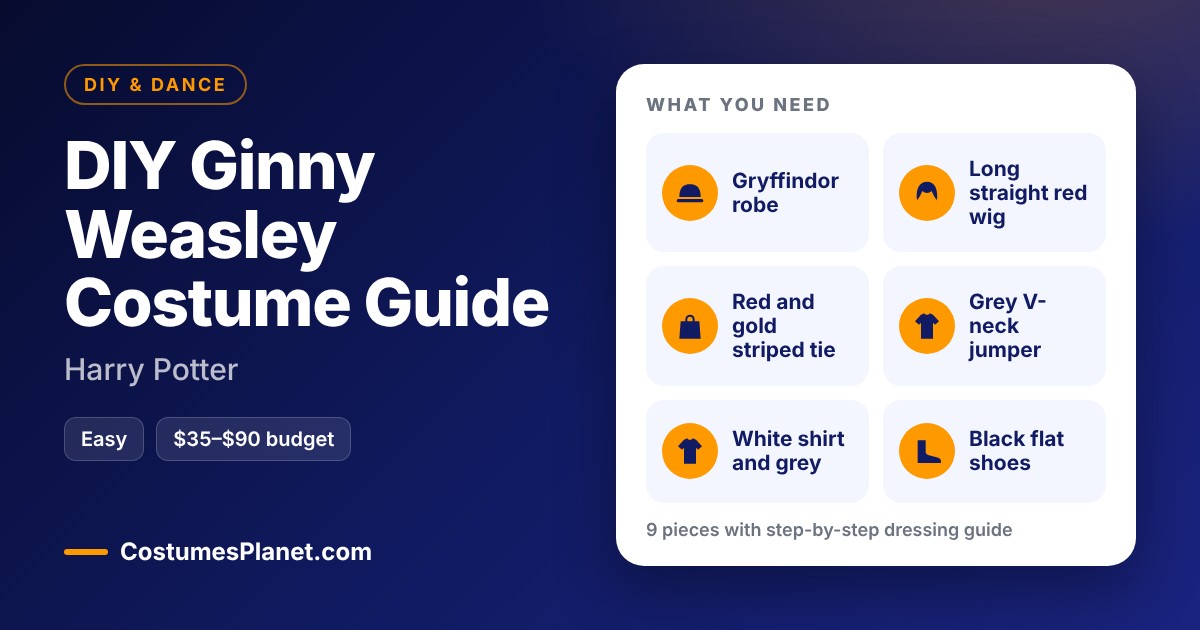 DIY & DANCE
DIY Ginny
Weasley
Costume Guide
Harry Potter
Easy
$35–$90 budget
CostumesPlanet.com
WHAT YOU NEED
Gryffindor
robe
Long
straight red
wig
Red and
gold
striped tie
Grey V-
neck
jumper
White shirt
and grey
Black flat
shoes
9 pieces with step-by-step dressing guide